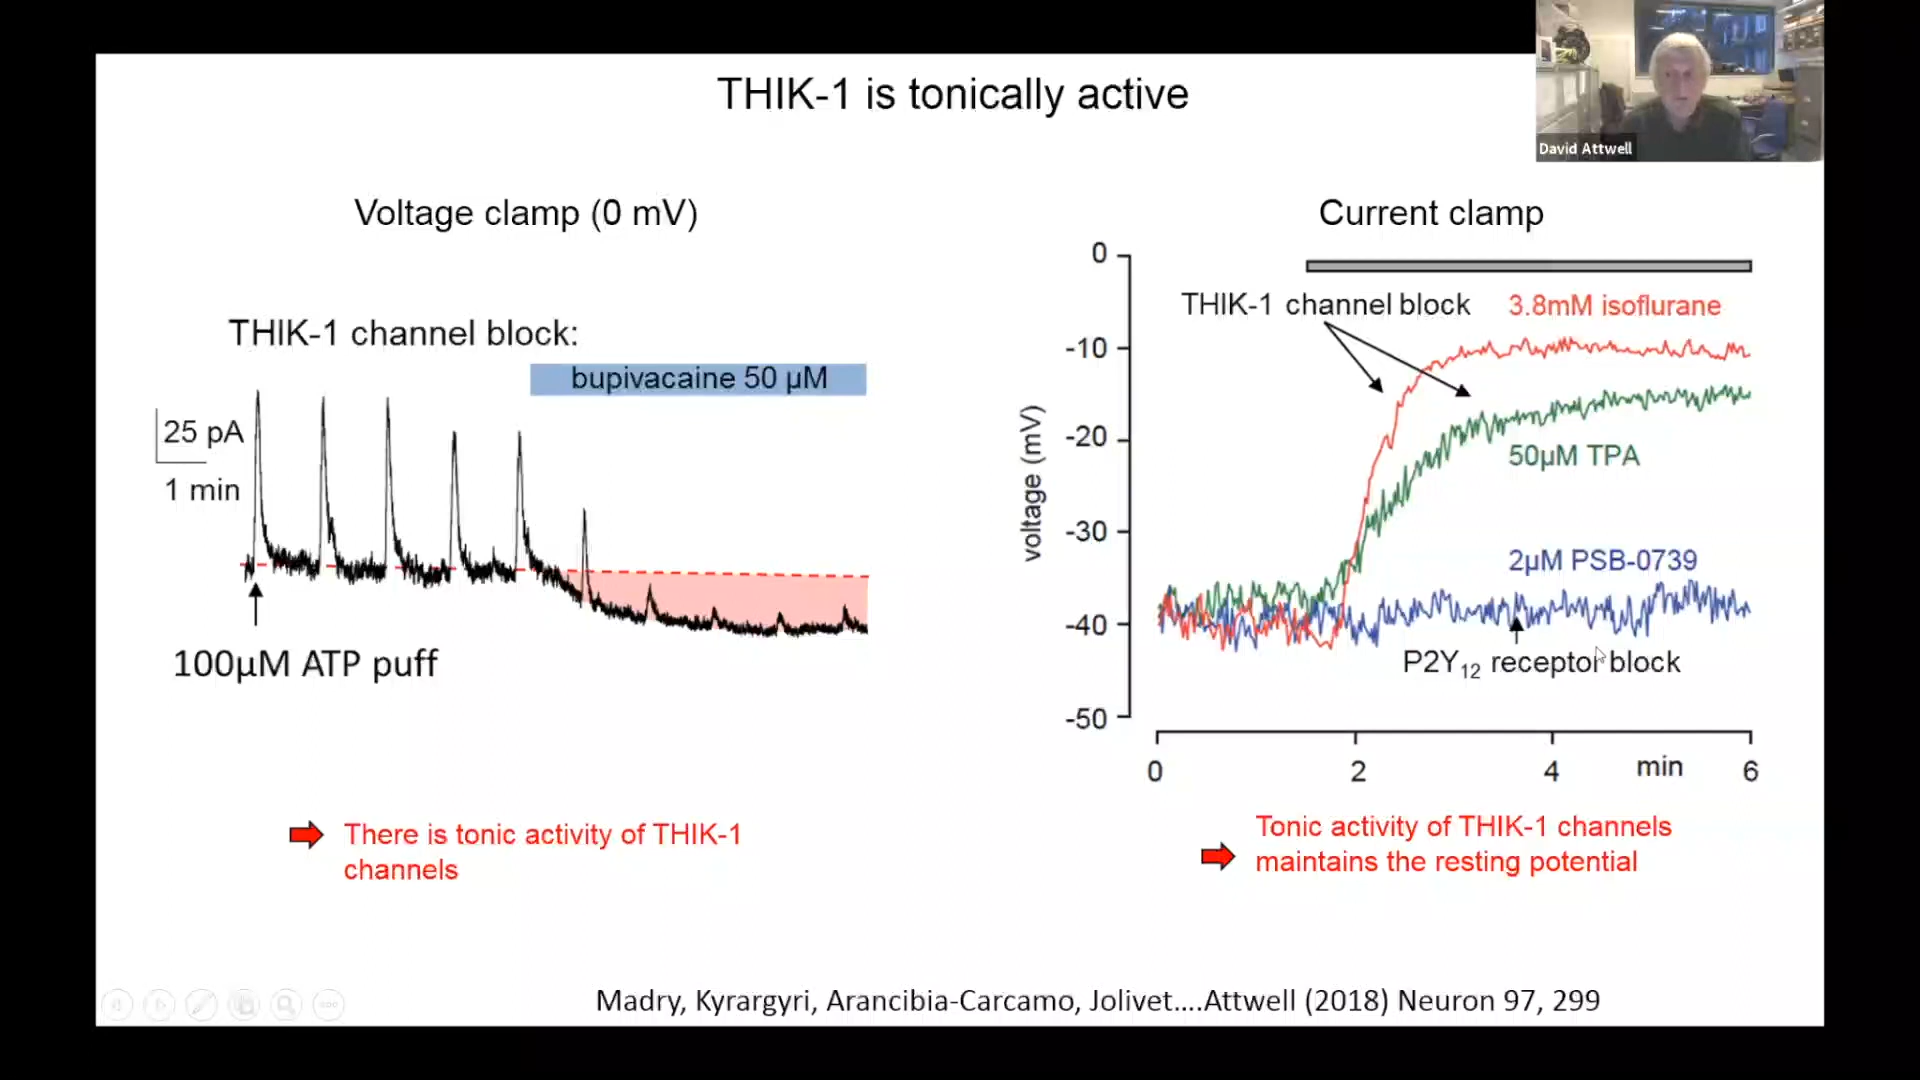 THIK-1 is tonically active
David Attwell
Voltage clamp (0 mV)
THIK-1 channel block:
bupivacaine 50 µM
25 pA
1 min
100µM ATP puff
There is tonic activity of THIK-1
channels
Current clamp
0
THIK-1 channel block
3.8mM isoflurane
-10
-20
50µM TPA
voltage (mV)
-30
2µM PSB-0739
-40
P2Y12 receptor block
-50
0 2 4 min 6
Tonic activity of THIK-1 channels
maintains the resting potential
Madry, Kyrargyri, Arancibia-Carcamo, Jolivet....Attwell (2018) Neuron 97, 299